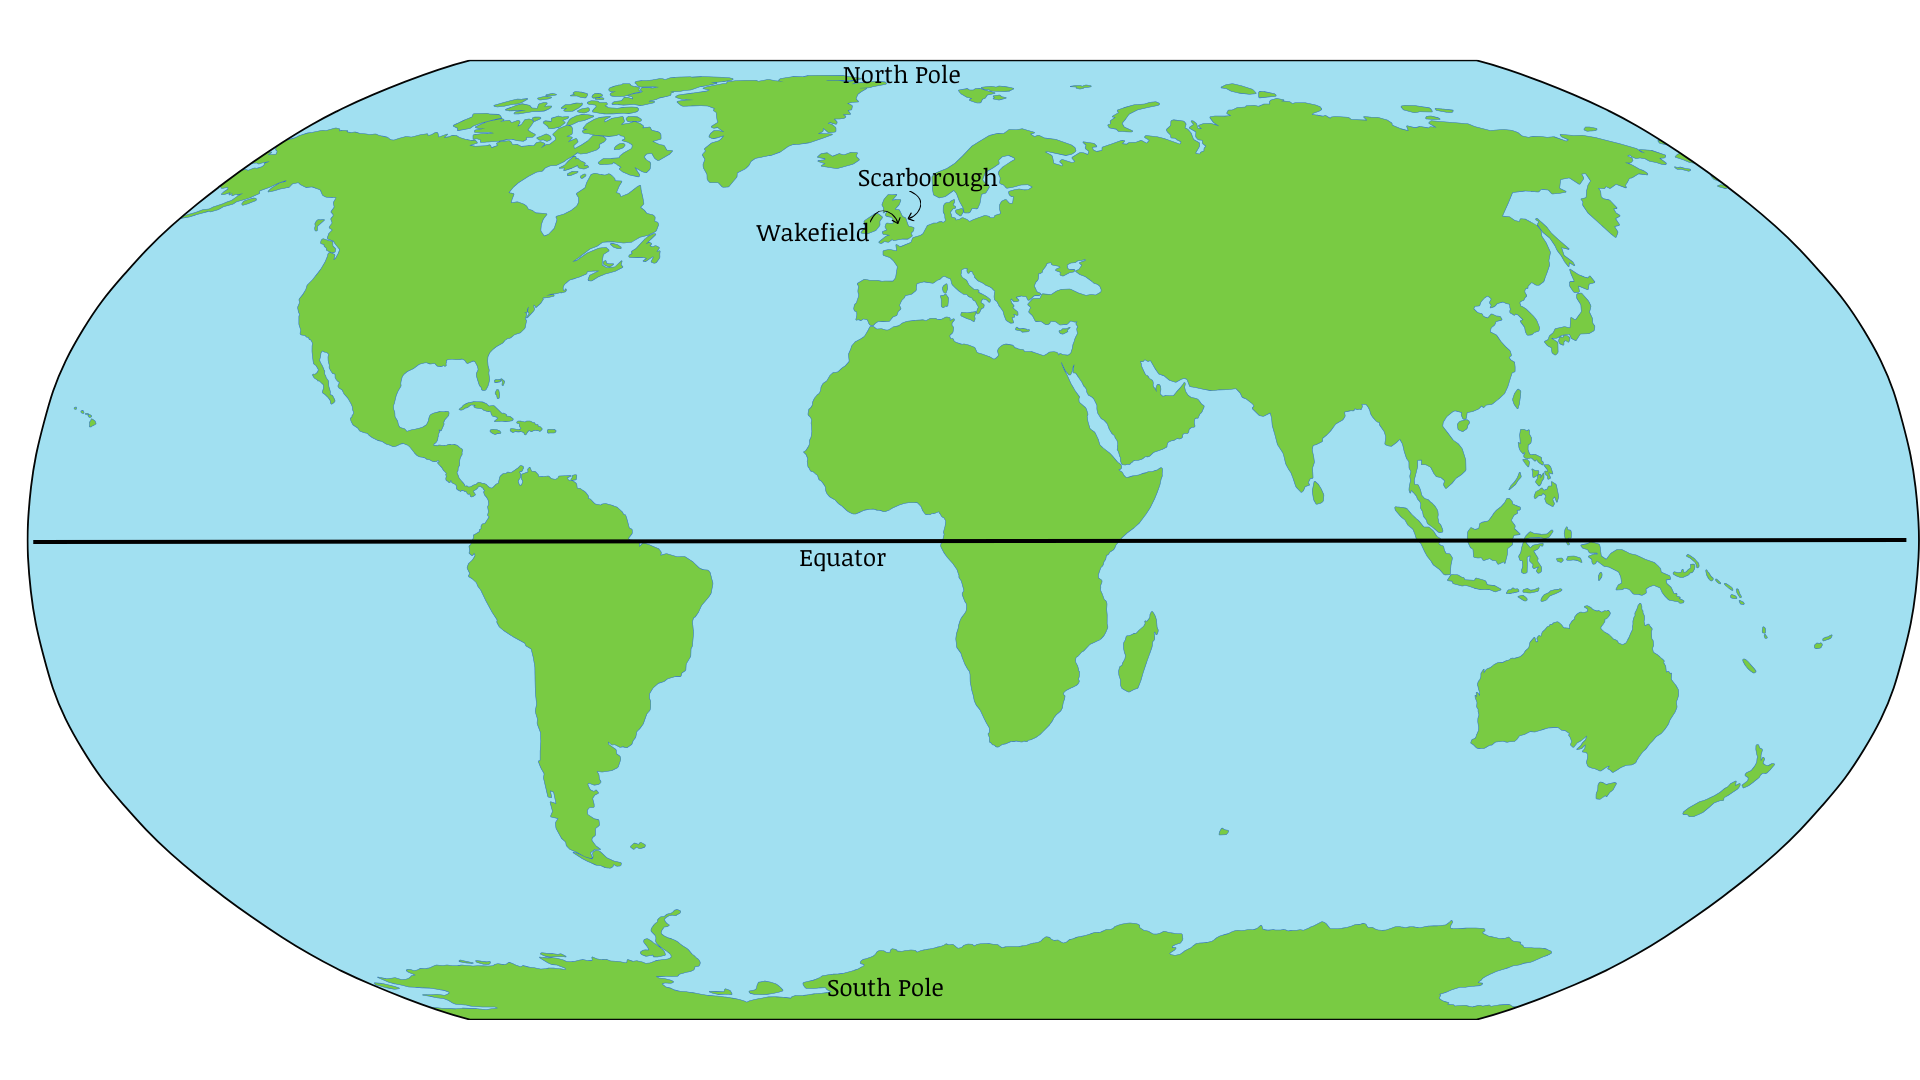 North Pole
Scarborough
Wakefield
Equator
South Pole